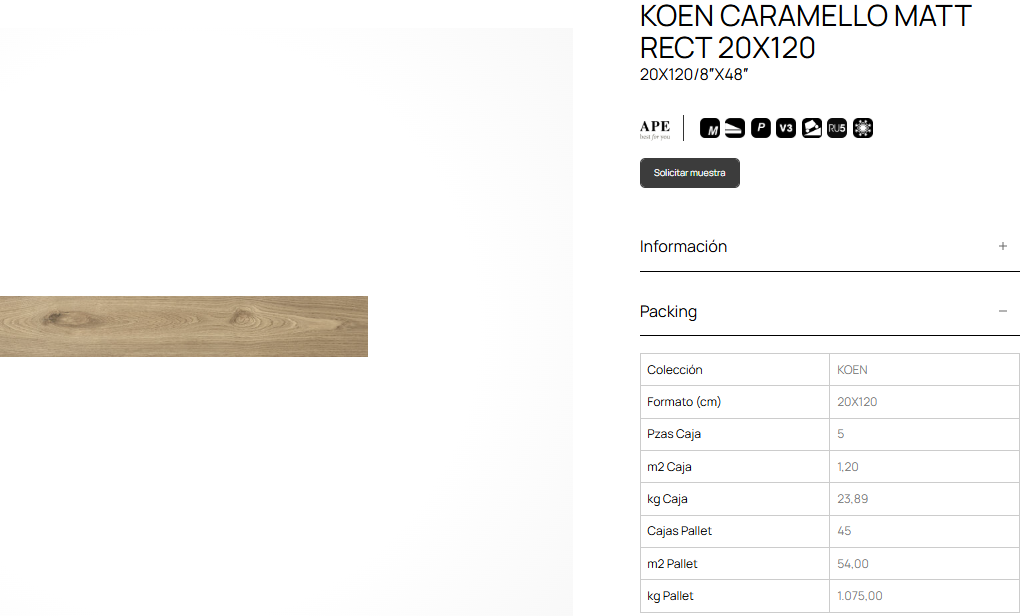 KOEN CARAMELLO MATT
RECT 20X120
20X120/8″X48″
APE
best for you
M
P
V3
RU5
Solicitar muestra
Información +
Packing −
Colección KOEN
Formato (cm) 20X120
Pzas Caja 5
m2 Caja 1,20
kg Caja 23,89
Cajas Pallet 45
m2 Pallet 54,00
kg Pallet 1.075,00